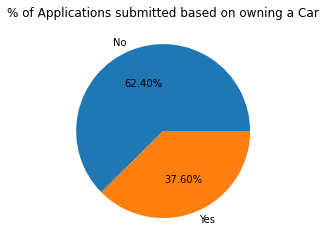 % of Applications submitted based on owning a Car
No
62.40%
37.60%
Yes